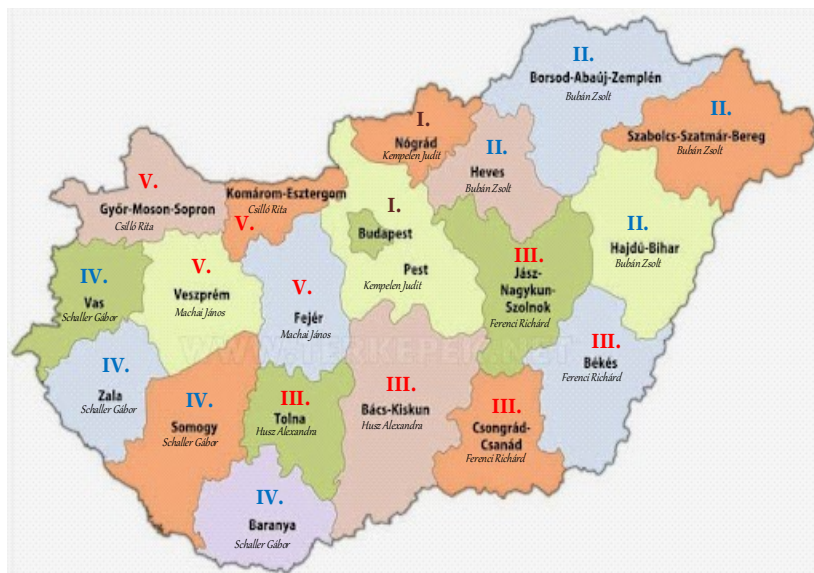 II.
Borsod-Abaúj-Zemplén
Bubán Zsolt
II.
Szabolcs-Szatmár-Bereg
Bubán Zsolt
I.
Nógrád
Kempelen Judit
II.
Heves
Bubán Zsolt
V.
Győr-Moson-Sopron
Csilló Rita
Komárom-Esztergom
Csilló Rita
V.
I.
Budapest
Pest
Kempelen Judit
II.
Hajdú-Bihar
Bubán Zsolt
III.
Jász-
Nagykun-
Szolnok
Ferenci Richárd
IV.
Vas
Schaller Gábor
V.
Veszprém
Machai János
V.
Fejér
Machai János
WWW.TERKEPEK.NET
III.
Békés
Ferenci Richárd
IV.
Zala
Schaller Gábor
IV.
Somogy
Schaller Gábor
III.
Tolna
Husz Alexandra
III.
Bács-Kiskun
Husz Alexandra
III.
Csongrád-
Csanád
Ferenci Richárd
IV.
Baranya
Schaller Gábor